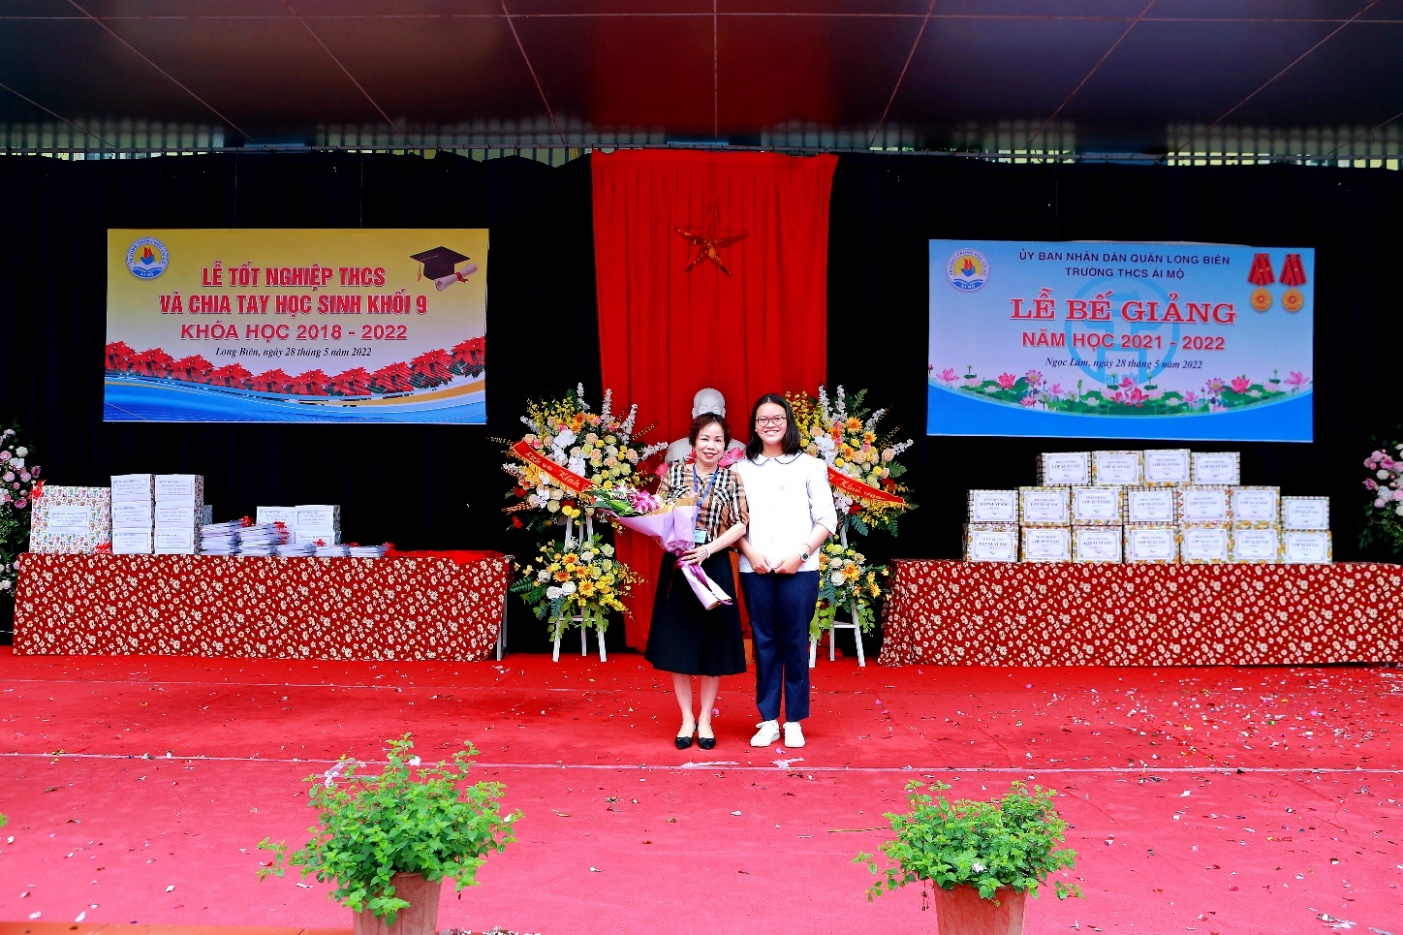 LỄ TỐT NGHIỆP THCS
VÀ CHIA TAY HỌC SINH KHỐI 9
KHÓA HỌC 2018 - 2022
Long Biên, ngày 28 tháng 5 năm 2022
ỦY BAN NHÂN DÂN QUẬN LONG BIÊN
TRƯỜNG THCS ÁI MỘ
LỄ BẾ GIẢNG
NĂM HỌC 2021 - 2022
Ngọc Lâm, ngày 28 tháng 5 năm 2022